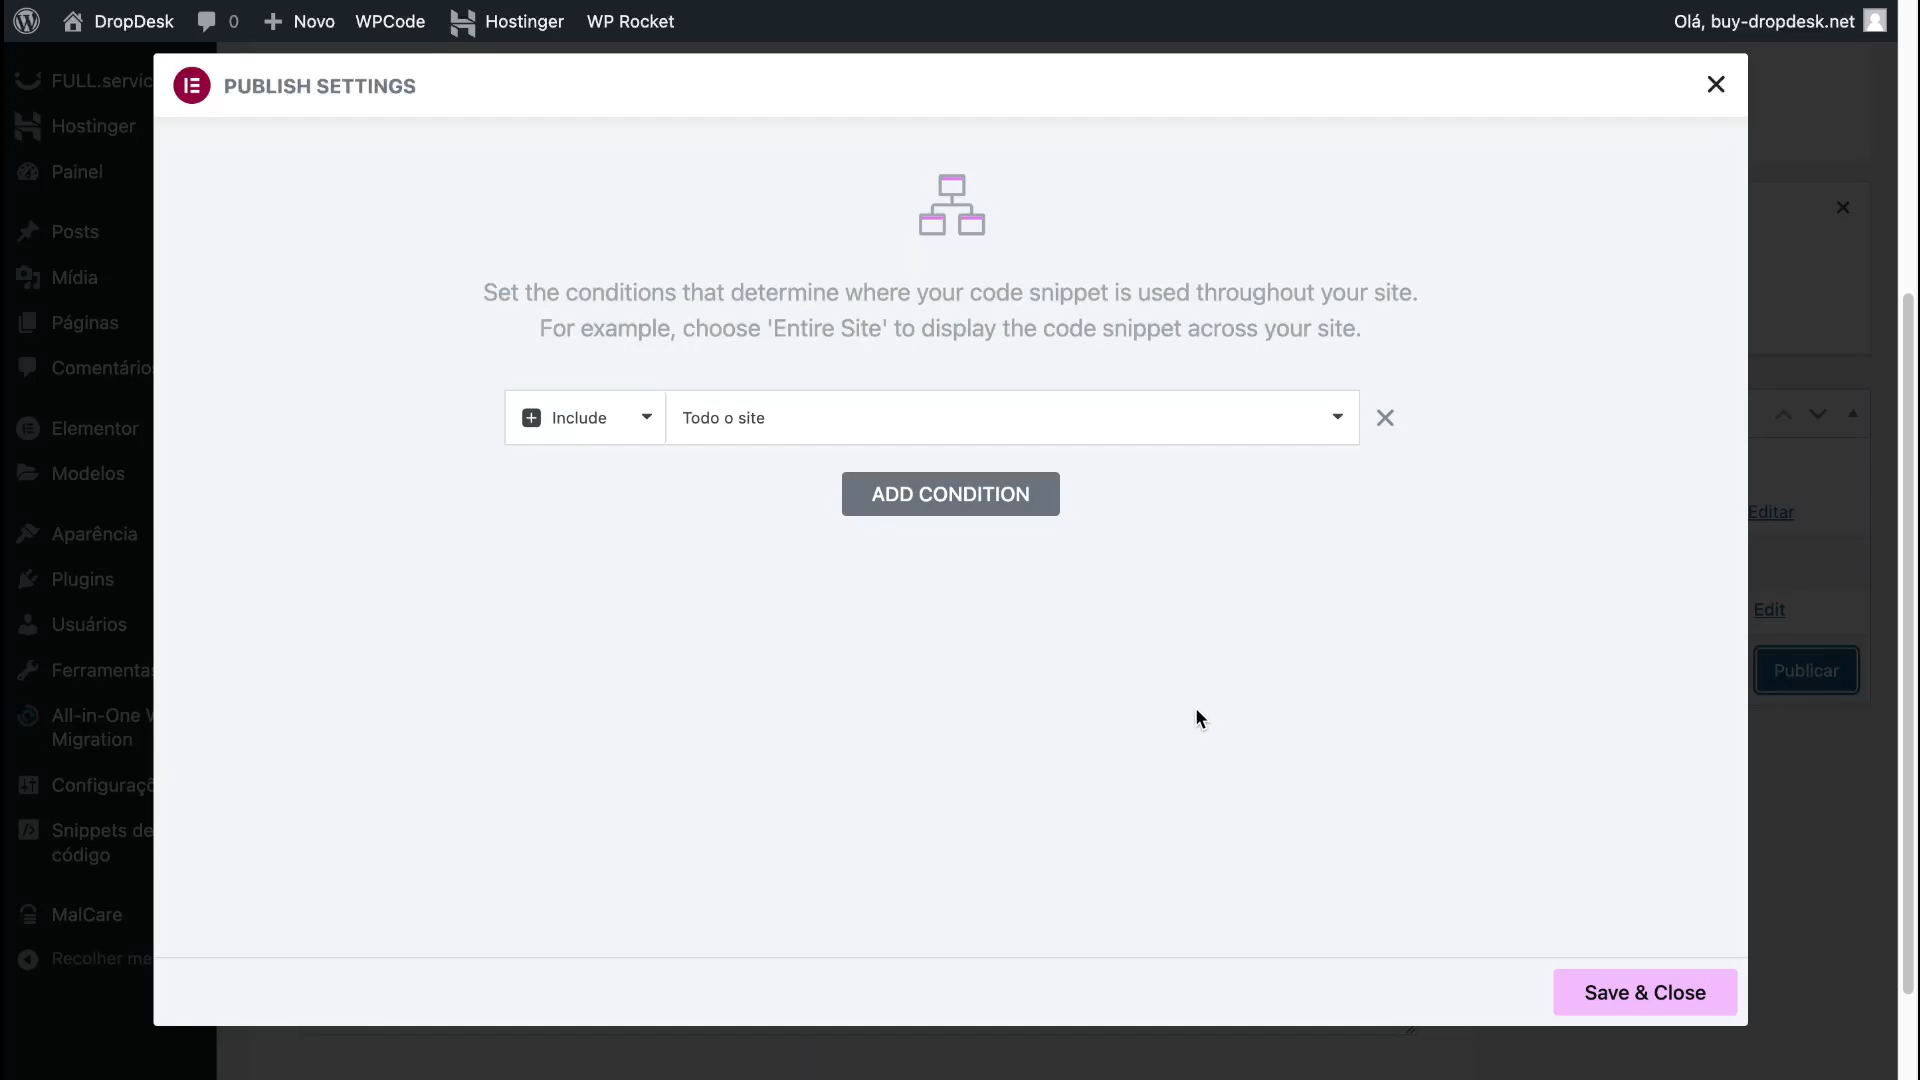 DropDesk 0 Novo WPCode Hostinger WP Rocket Olá, buy-dropdesk.net
PUBLISH SETTINGS
FULL.servic
Hostinger
Painel
Posts
Mídia
Páginas
Comentários
Elementor
Modelos
Aparência
Plugins
Usuários
Ferramentas
All-in-One W
Migration
Configuraçõ
Snippets de
código
MalCare
Recolher me
Set the conditions that determine where your code snippet is used throughout your site.
For example, choose 'Entire Site' to display the code snippet across your site.
Include Todo o site
ADD CONDITION
Editar
Edit
Publicar
Save & Close